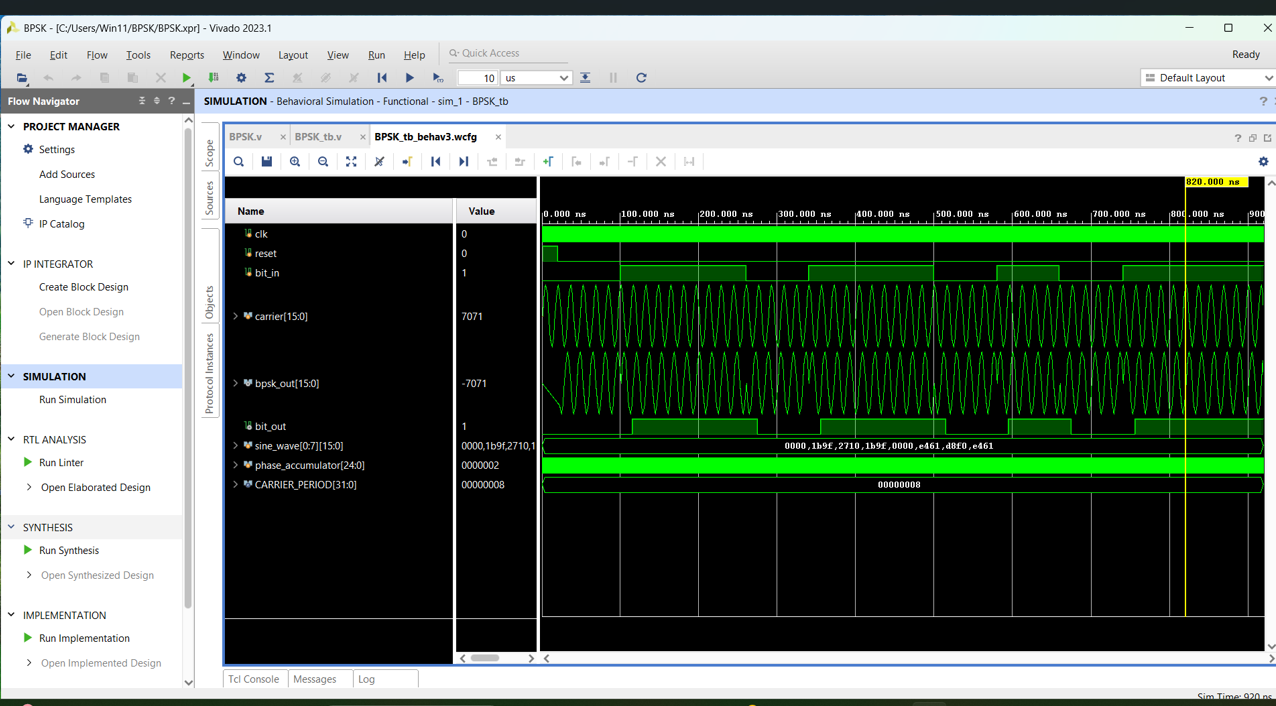 BPSK - [C:/Users/Win11/BPSK/BPSK.xpr] - Vivado 2023.1
File Edit Flow Tools Reports Window Layout View Run Help Quick Access
Ready
10 us
Default Layout
Flow Navigator
SIMULATION - Behavioral Simulation - Functional - sim_1 - BPSK_tb
PROJECT MANAGER
Settings
Add Sources
Language Templates
IP Catalog
IP INTEGRATOR
Create Block Design
Open Block Design
Generate Block Design
SIMULATION
Run Simulation
RTL ANALYSIS
Run Linter
Open Elaborated Design
SYNTHESIS
Run Synthesis
Open Synthesized Design
IMPLEMENTATION
Run Implementation
Open Implemented Design
Scope
Sources
Objects
Protocol Instances
BPSK.v BPSK_tb.v BPSK_tb_behav3.wcfg
820.000 ns
Name Value
0.000 ns 100.000 ns 200.000 ns 300.000 ns 400.000 ns 500.000 ns 600.000 ns 700.000 ns 800.000 ns 900
clk 0
reset 0
bit_in 1
carrier[15:0] 7071
bpsk_out[15:0] -7071
bit_out 1
sine_wave[0:7][15:0] 0000,1b9f,2710,1 0000,1b9f,2710,1b9f,0000,e461,d8f0,e461
phase_accumulator[24:0] 0000002
CARRIER_PERIOD[31:0] 00000008 00000008
Tcl Console Messages Log
Sim Time: 920 ns